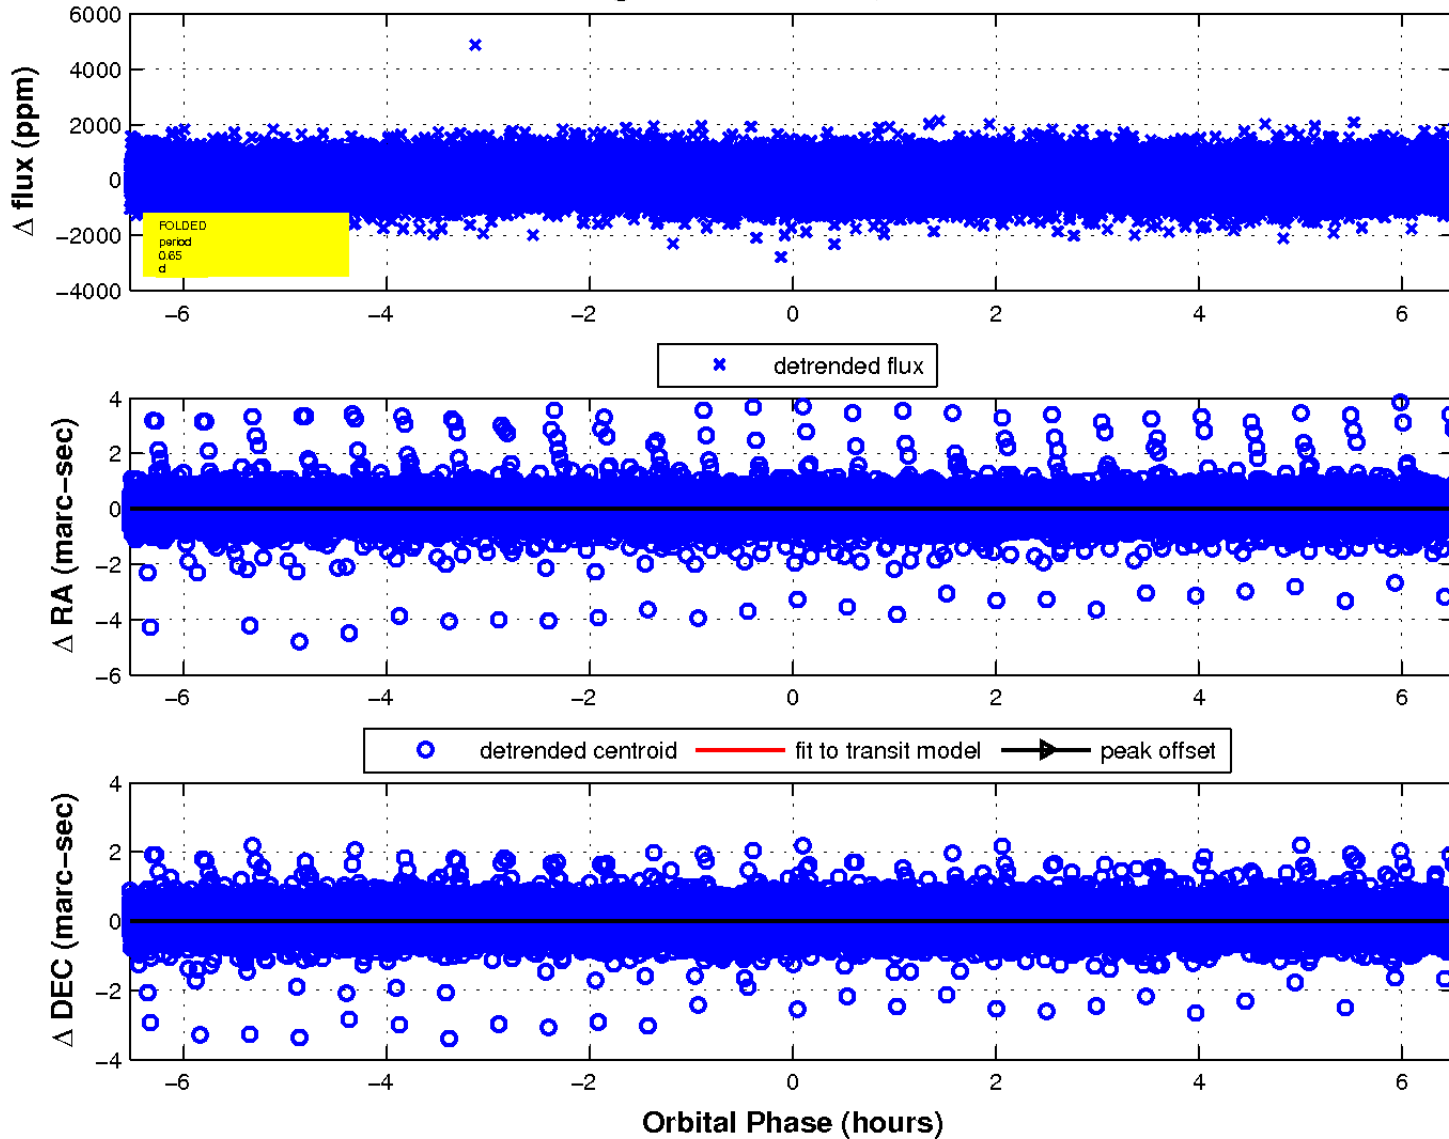 6000
4000
2000
0
−2000
−4000
Δ flux (ppm)
FOLDED
period
0.65
d
−6 −4 −2 0 2 4 6
detrended flux
4
2
0
−2
−4
−6
Δ RA (marc−sec)
−6 −4 −2 0 2 4 6
detrended centroid fit to transit model peak offset
4
2
0
−2
−4
Δ DEC (marc−sec)
−6 −4 −2 0 2 4 6
Orbital Phase (hours)